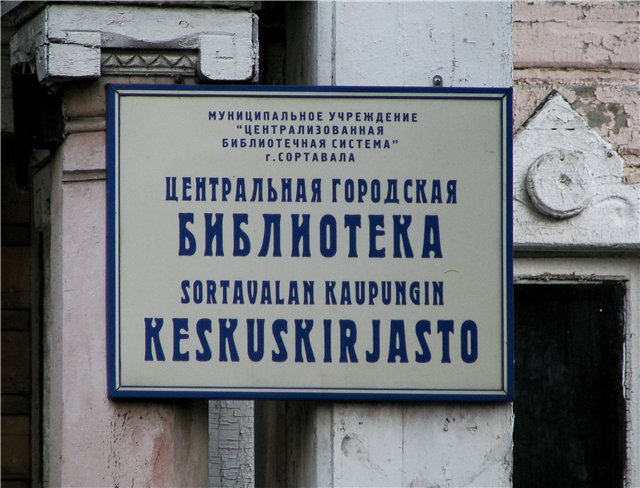 МУНИЦИПАЛЬНОЕ УЧРЕЖДЕНИЕ
"ЦЕНТРАЛИЗОВАННАЯ
БИБЛИОТЕЧНАЯ СИСТЕМА"
г.СОРТАВАЛА
ЦЕНТРАЛЬНАЯ ГОРОДСКАЯ
БИБЛИОТЕКА
SORTAVALAN KAUPUNGIN
KESKUSKIRJASTO